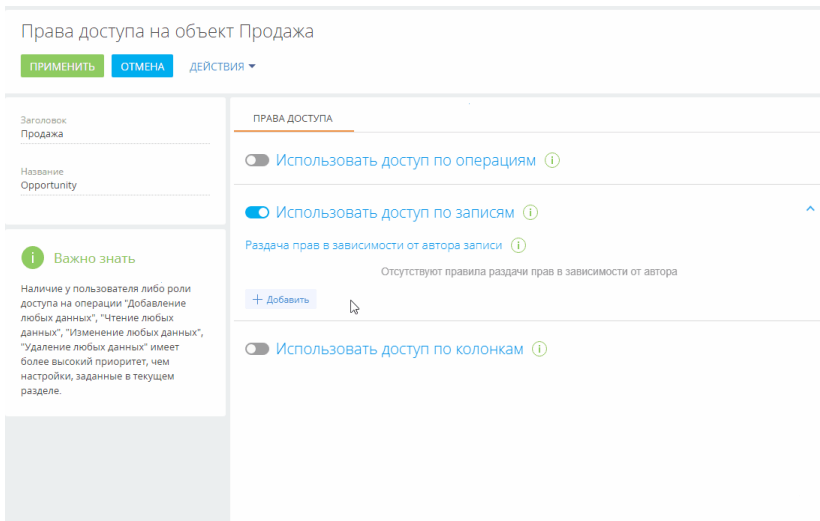 Права доступа на объект Продажа
ПРИМЕНИТЬ ОТМЕНА ДЕЙСТВИЯ
Заголовок
Продажа
Название
Opportunity
i Важно знать
Наличие у пользователя либо роли
доступа на операции "Добавление
любых данных", "Чтение любых
данных", "Изменение любых данных",
"Удаление любых данных" имеет
более высокий приоритет, чем
настройки, заданные в текущем
разделе.
ПРАВА ДОСТУПА
Использовать доступ по операциям i
Использовать доступ по записям i
Раздача прав в зависимости от автора записи i
Отсутствуют правила раздачи прав в зависимости от автора
+ Добавить
Использовать доступ по колонкам i